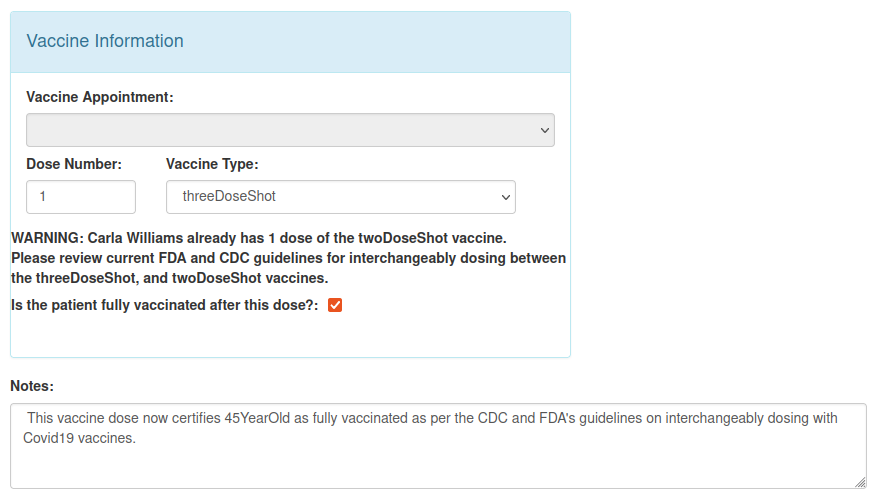 Vaccine Information
Vaccine Appointment:
Dose Number:
Vaccine Type:
1
threeDoseShot
WARNING: Carla Williams already has 1 dose of the twoDoseShot vaccine.
Please review current FDA and CDC guidelines for interchangeably dosing between
the threeDoseShot, and twoDoseShot vaccines.
Is the patient fully vaccinated after this dose?:
Notes:
This vaccine dose now certifies 45YearOld as fully vaccinated as per the CDC and FDA's guidelines on interchangeably dosing with
Covid19 vaccines.